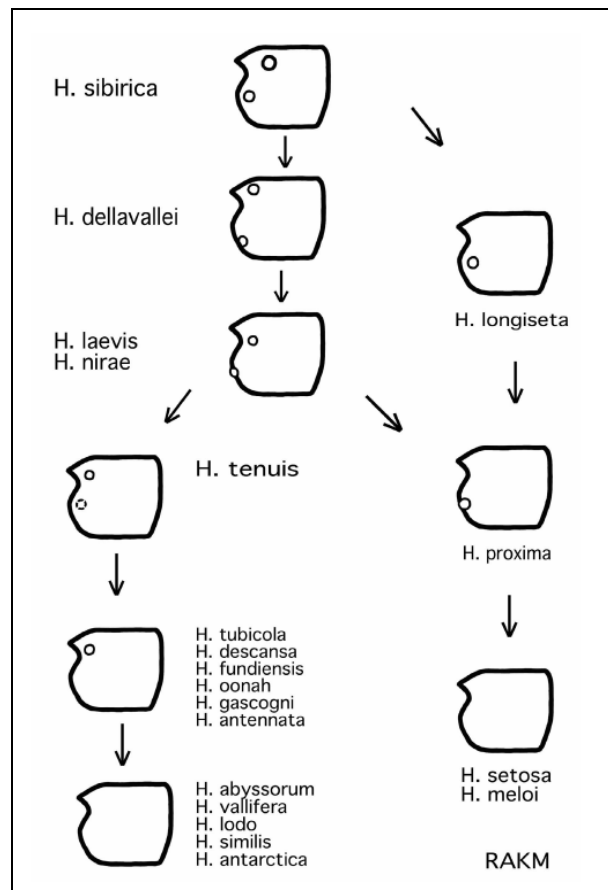 H. sibirica
H. dellavallei
H. longiseta
H. laevis
H. nirae
H. tenuis
H. proxima
H. tubicola
H. descansa
H. fundiensis
H. oonah
H. gascogni
H. antennata
H. setosa
H. meloi
H. abyssorum
H. vallifera
H. lodo
H. similis
H. antarctica
RAKM